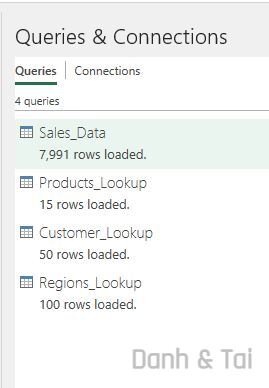 Queries & Connections
Queries Connections
4 queries
Sales_Data
7,991 rows loaded.
Products_Lookup
15 rows loaded.
Customer_Lookup
50 rows loaded.
Regions_Lookup
100 rows loaded.
Danh & Tai